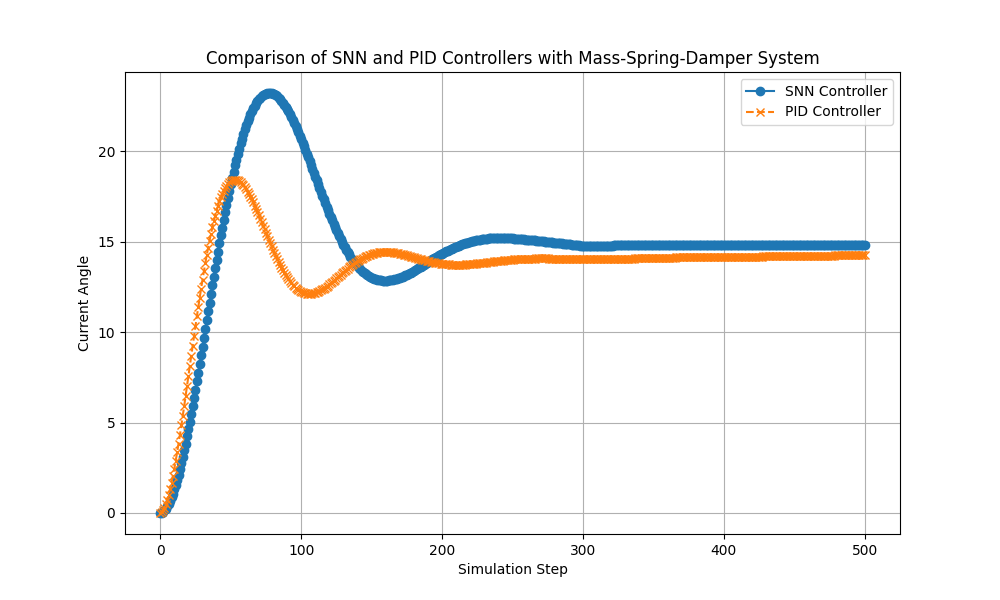 Comparison of SNN and PID Controllers with Mass-Spring-Damper System
SNN Controller
PID Controller
Current Angle
20
15
10
5
0
0 100 200 300 400 500
Simulation Step